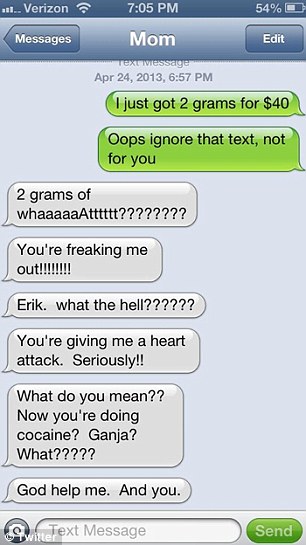 Verizon 7:05 PM 54%
Messages Mom Edit
Text Message
Apr 24, 2013, 6:57 PM
I just got 2 grams for $40
Oops ignore that text, not
for you
2 grams of
whaaaaaAtttttt????????
You're freaking me
out!!!!!!!!
Erik. what the hell??????
You're giving me a heart
attack. Seriously!!
What do you mean??
Now you're doing
cocaine? Ganja?
What?????
God help me. And you.
Text Message Send
© Twitter